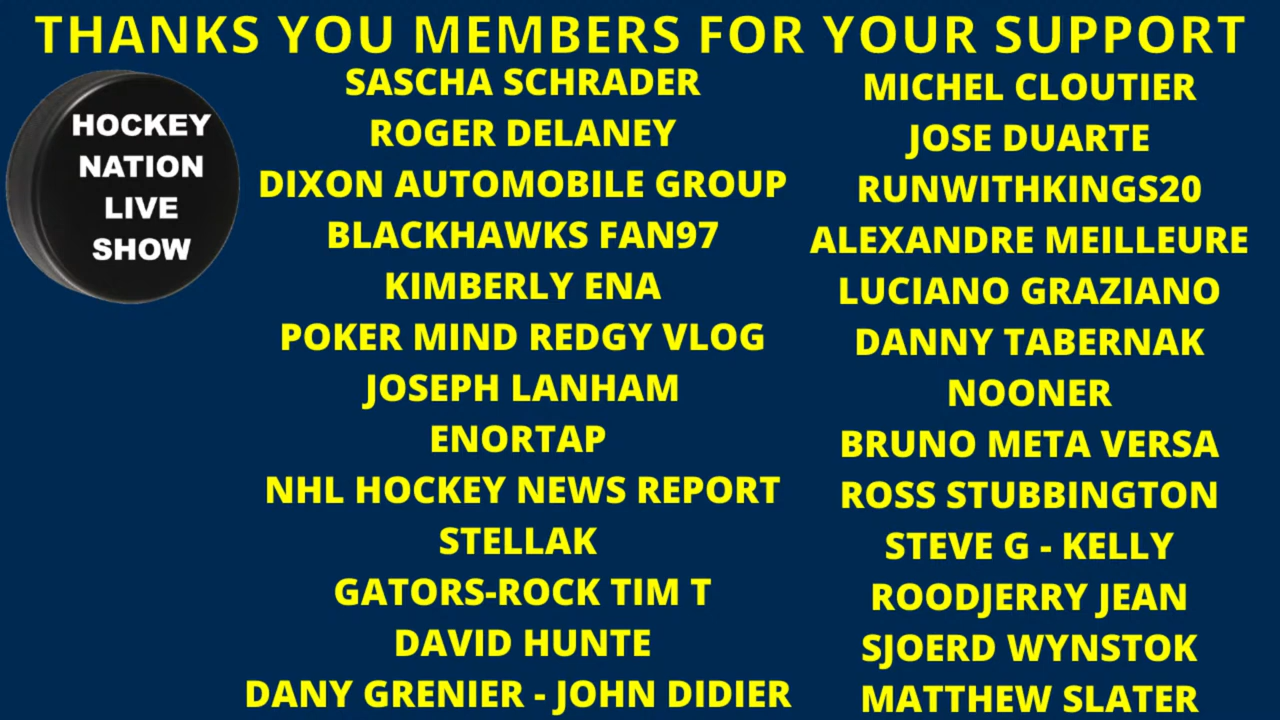 THANKS YOU MEMBERS FOR YOUR SUPPORT
HOCKEY
NATION
LIVE
SHOW
SASCHA SCHRADER
ROGER DELANEY
DIXON AUTOMOBILE GROUP
BLACKHAWKS FAN97
KIMBERLY ENA
POKER MIND REDGY VLOG
JOSEPH LANHAM
ENORTAP
NHL HOCKEY NEWS REPORT
STELLAK
GATORS-ROCK TIM T
DAVID HUNTE
DANY GRENIER - JOHN DIDIER
MICHEL CLOUTIER
JOSE DUARTE
RUNWITHKINGS20
ALEXANDRE MEILLEURE
LUCIANO GRAZIANO
DANNY TABERNAK
NOONER
BRUNO META VERSA
ROSS STUBBINGTON
STEVE G - KELLY
ROODJERRY JEAN
SJOERD WYNSTOK
MATTHEW SLATER